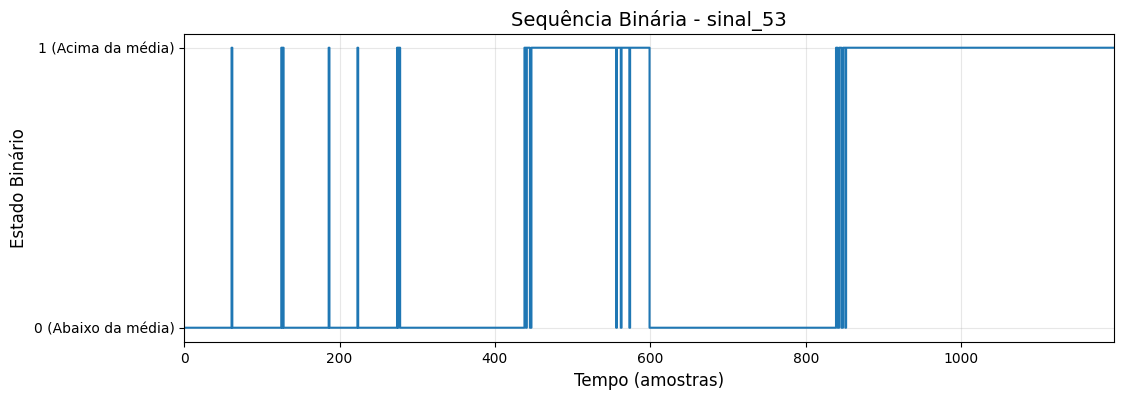 Sequência Binária - sinal_53
1 (Acima da média)
0 (Abaixo da média)
Estado Binário
0 200 400 600 800 1000
Tempo (amostras)